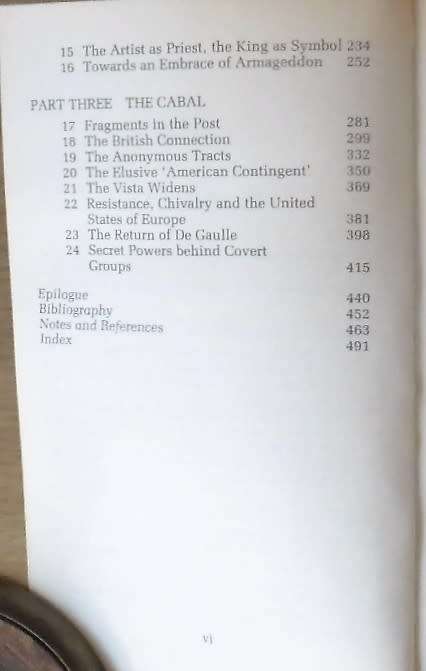 15 The Artist as Priest, the King as Symbol 234
16 Towards an Embrace of Armageddon 252
PART THREE THE CABAL
17 Fragments in the Post 281
18 The British Connection 299
19 The Anonymous Tracts 332
20 The Elusive ‘American Contingent’ 350
21 The Vista Widens 369
22 Resistance, Chivalry and the United
States of Europe 381
23 The Return of De Gaulle 398
24 Secret Powers behind Covert
Groups 415
Epilogue 440
Bibliography 452
Notes and References 463
Index 491
vi